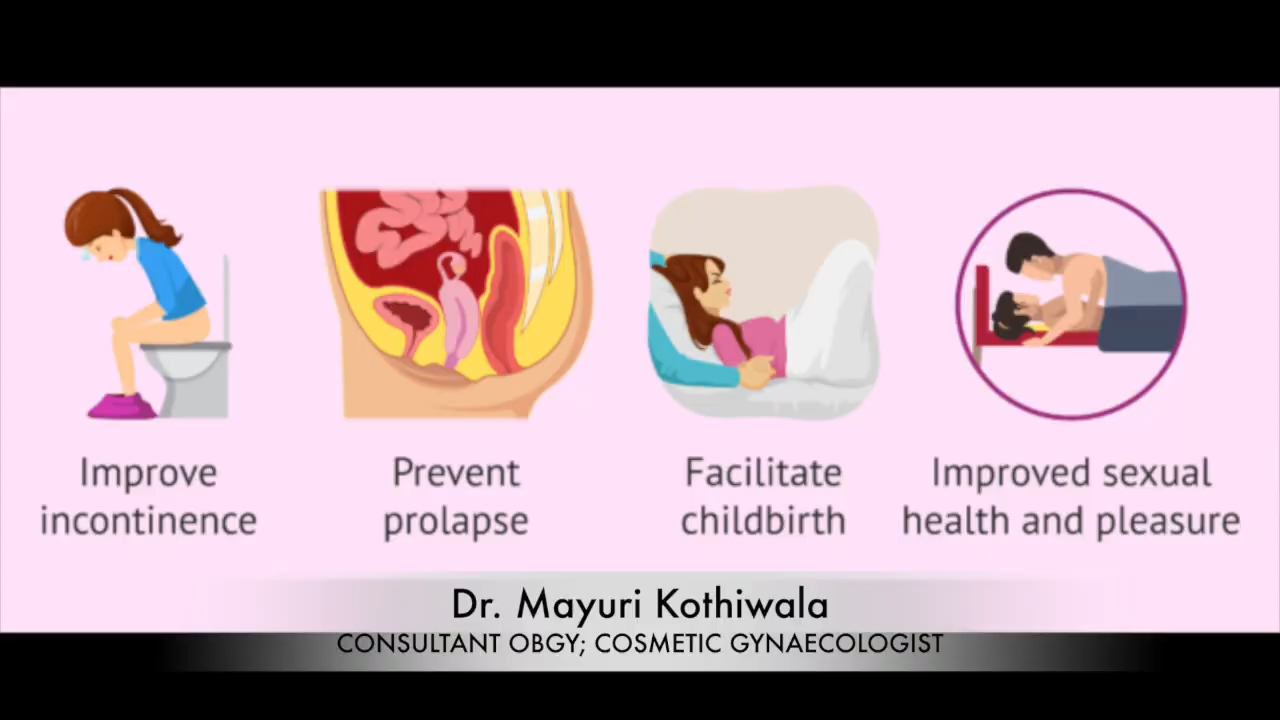 Improve
incontinence
Prevent
prolapse
Facilitate
childbirth
Improved sexual
health and pleasure
Dr. Mayuri Kothiwala
CONSULTANT OBGY; COSMETIC GYNAECOLOGIST